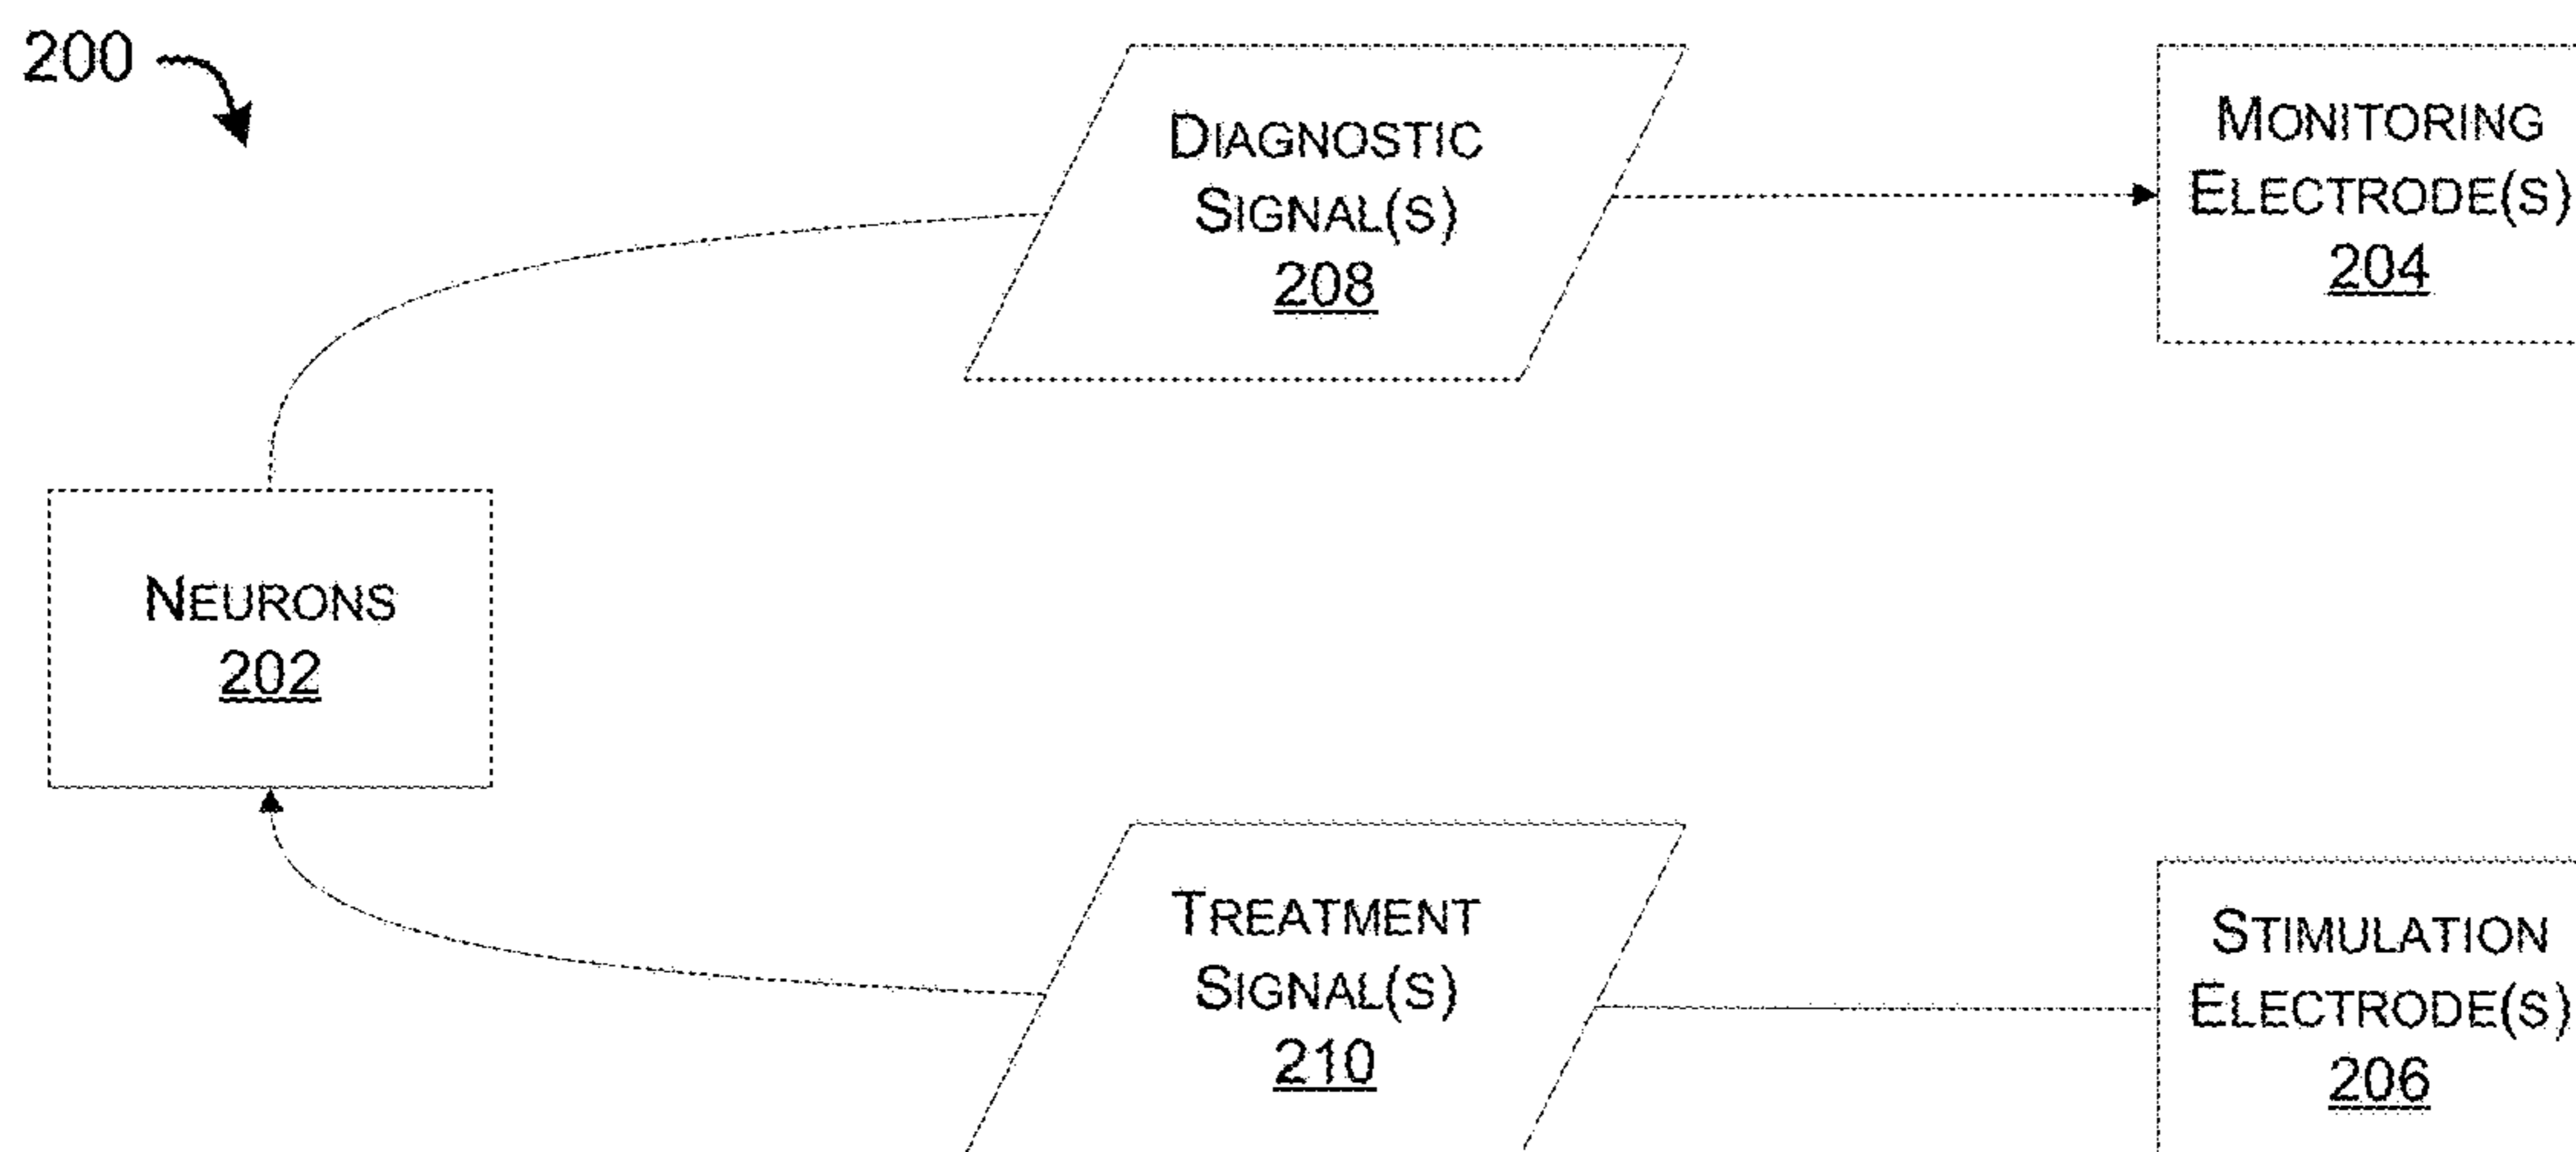 200
DIAGNOSTIC
SIGNAL(S)
208
MONITORING
ELECTRODE(S)
204
NEURONS
202
TREATMENT
SIGNAL(S)
210
STIMULATION
ELECTRODE(S)
206